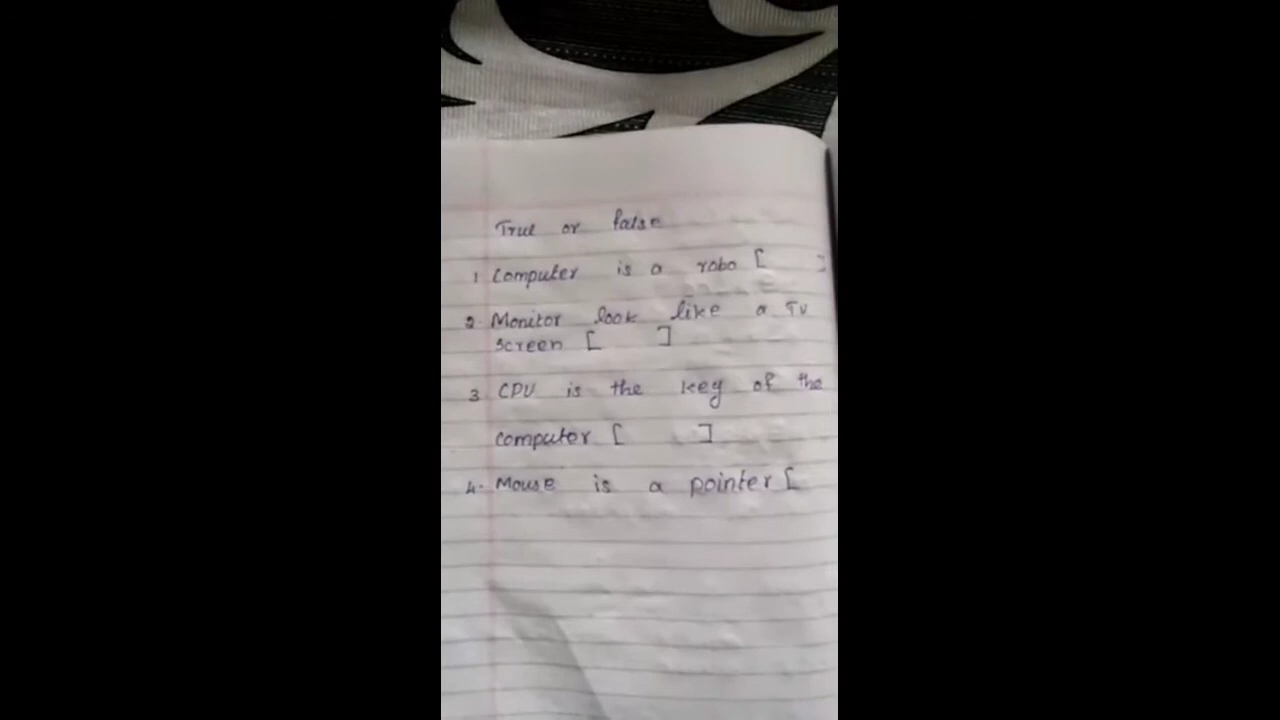 True or false
1 Computer is a robo [ ]
2. Monitor look like a TV
screen [ ]
3 CPU is the key of the
computer [ ]
4. Mouse is a pointer [